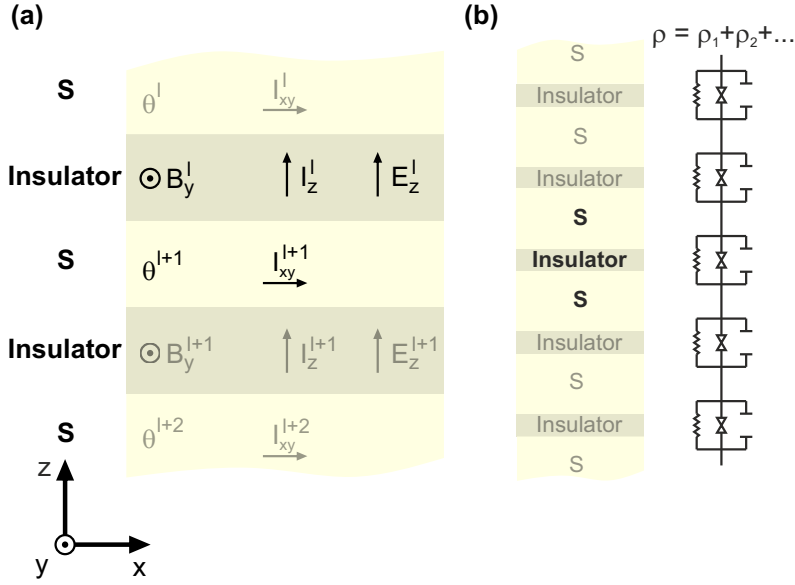 (a)
S θ^l I_xy^l
Insulator B_y^l I_z^l E_z^l
S θ^l+1 I_xy^l+1
Insulator B_y^l+1 I_z^l+1 E_z^l+1
S θ^l+2 I_xy^l+2
z
y x
(b)
ρ = ρ₁+ρ₂+...
S
Insulator
S
Insulator
S
Insulator
S
Insulator
S
Insulator
S